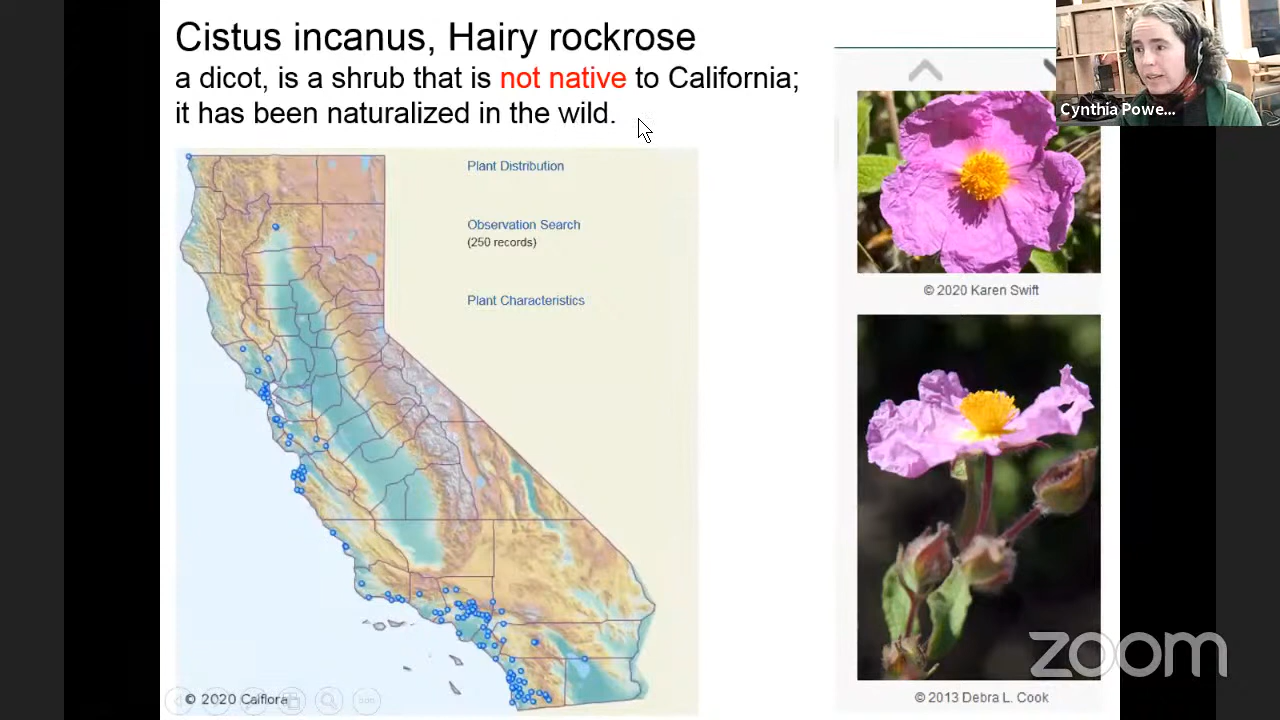 Cistus incanus, Hairy rockrose
a dicot, is a shrub that is not native to California;
it has been naturalized in the wild.
Cynthia Powe...
Plant Distribution
Observation Search
(250 records)
Plant Characteristics
© 2020 Karen Swift
© 2020 Calflora
zoom
© 2013 Debra L. Cook